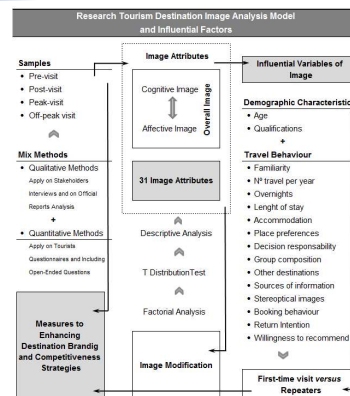 Research Tourism Destination Image Analysis Model
and Influential Factors
Samples
• Pre-visit
• Post-visit
• Peak-visit
• Off-peak visit
Mix Methods
• Qualitative Methods
Apply on Stakeholders
Interviews and on Official
Reports Analysis
+
• Quantitative Methods
Apply on Tourists
Questionnaires and Including
Open-Ended Questions
Measures to
Enhancing
Destination Brandig
and Competitiveness
Strategies
Image Attributes
Cognitive Image
Affective Image
Overall Image
31 Image Attributes
Descriptive Analysis
T DistributionTest
Factorial Analysis
Image Modification
Influential Variables of
Image
Demographic Characteristic
• Age
• Qualifications
+
Travel Behaviour
• Familiarity
• Nº travel per year
• Overnights
• Lenght of stay
• Accommodation
• Place preferences
• Decision responsability
• Group composition
• Other destinations
• Sources of information
• Stereoptical images
• Booking behaviour
• Return Intention
• Willingness to recommend
First-time visit versus
Repeaters